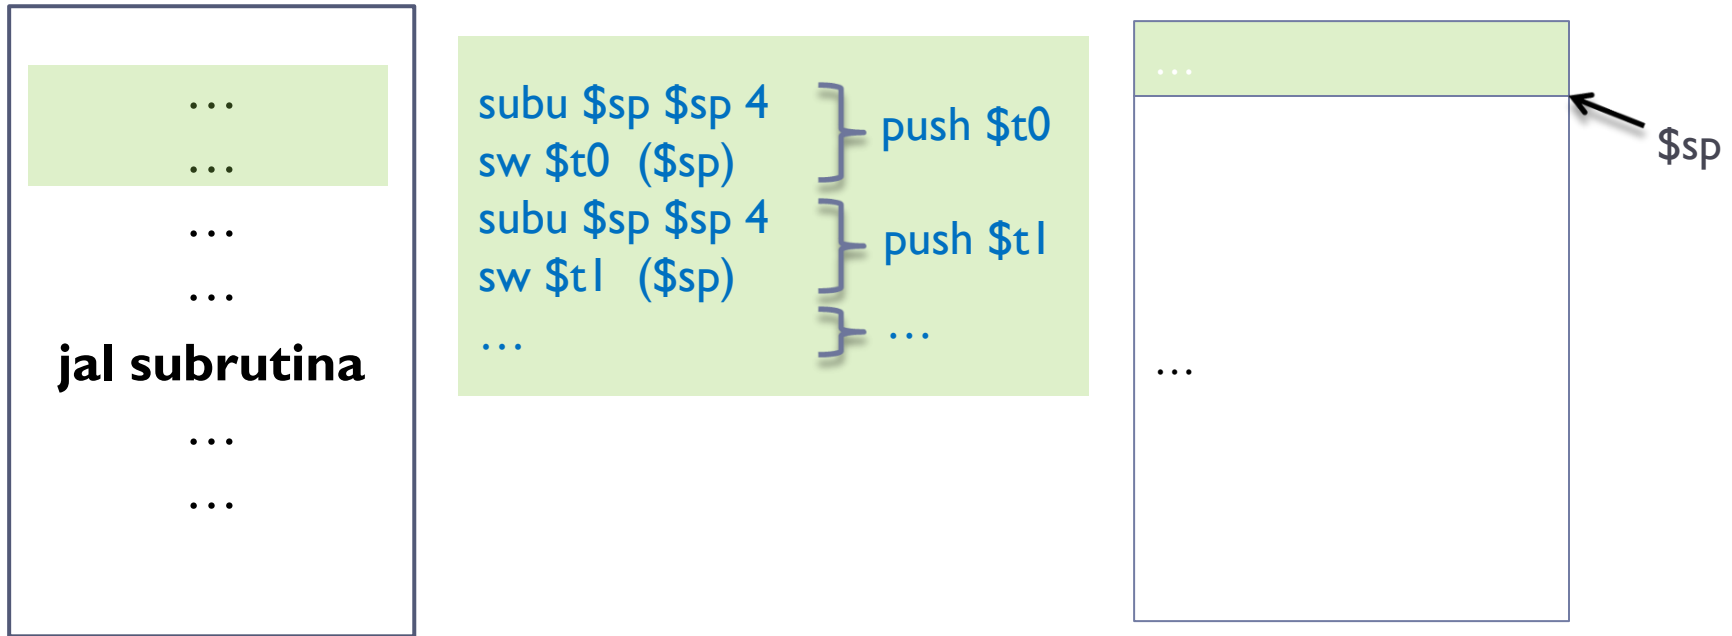 …
…
…
…
jal subrutina
…
…
subu $sp $sp 4
sw $t0 ($sp)
push $t0
subu $sp $sp 4
sw $t1 ($sp)
push $t1
…
…
…
…
$sp